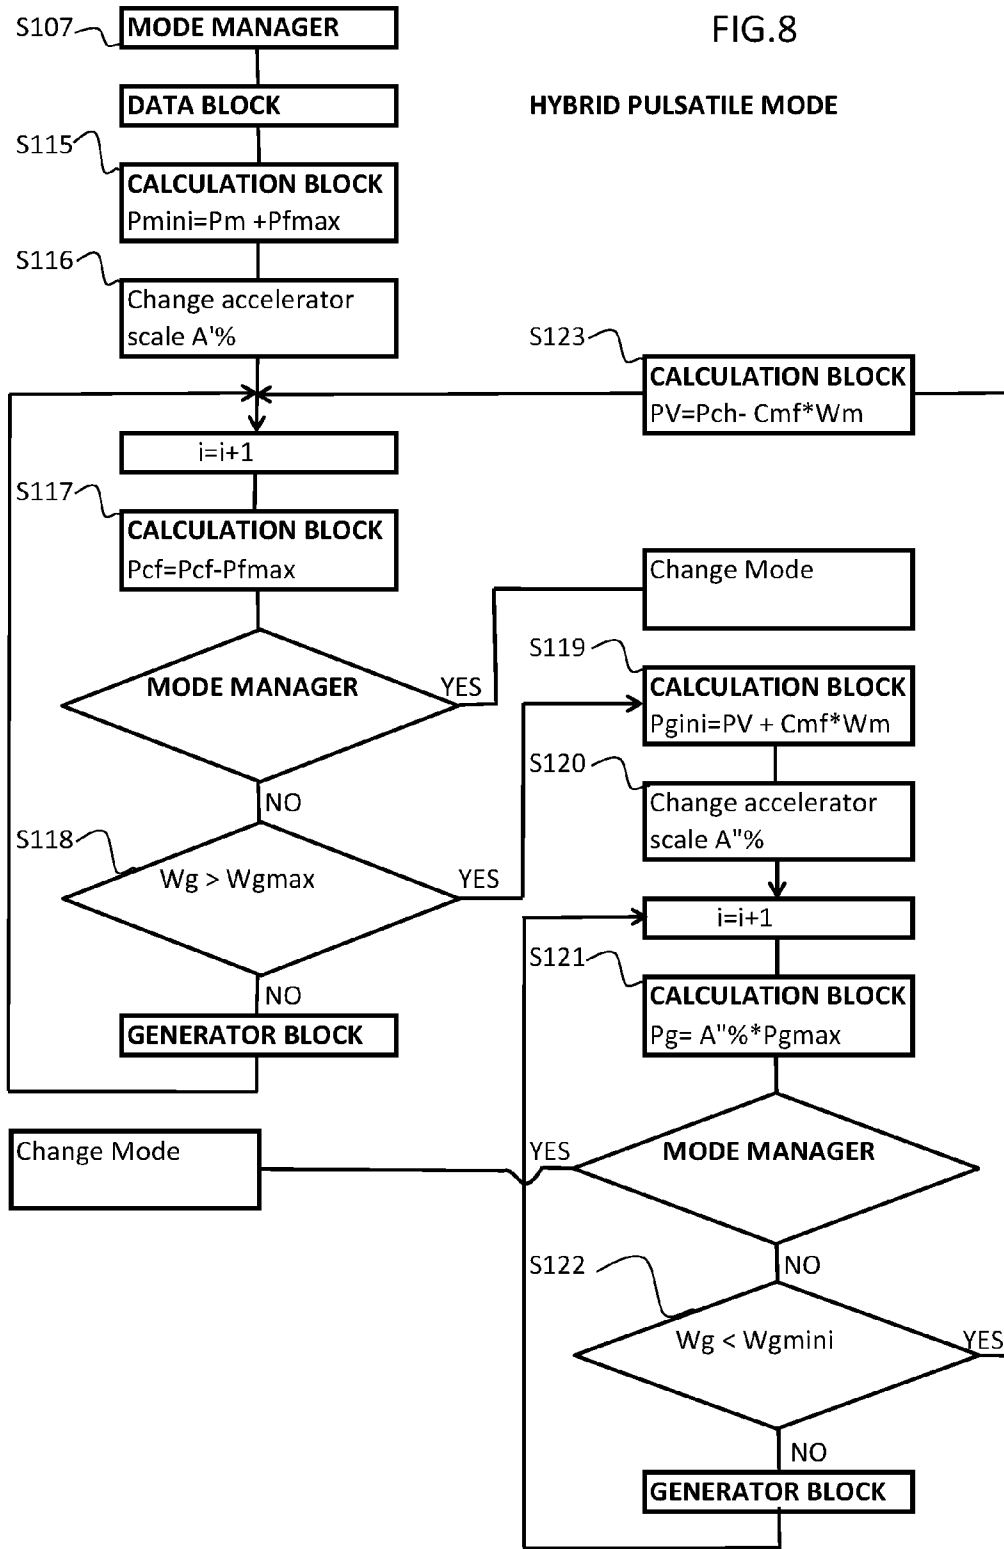 FIG.8
HYBRID PULSATILE MODE
S107
MODE MANAGER
DATA BLOCK
S115
CALCULATION BLOCK
Pmini=Pm +Pfmax
S116
Change accelerator
scale A'%
i=i+1
S117
CALCULATION BLOCK
Pcf=Pcf-Pfmax
MODE MANAGER
YES
NO
S118
Wg > Wgmax
YES
NO
GENERATOR BLOCK
Change Mode
S123
CALCULATION BLOCK
PV=Pch- Cmf*Wm
Change Mode
S119
CALCULATION BLOCK
Pgini=PV + Cmf*Wm
S120
Change accelerator
scale A"%
i=i+1
S121
CALCULATION BLOCK
Pg= A"%*Pgmax
YES
MODE MANAGER
NO
S122
Wg < Wgmini
YES
NO
GENERATOR BLOCK